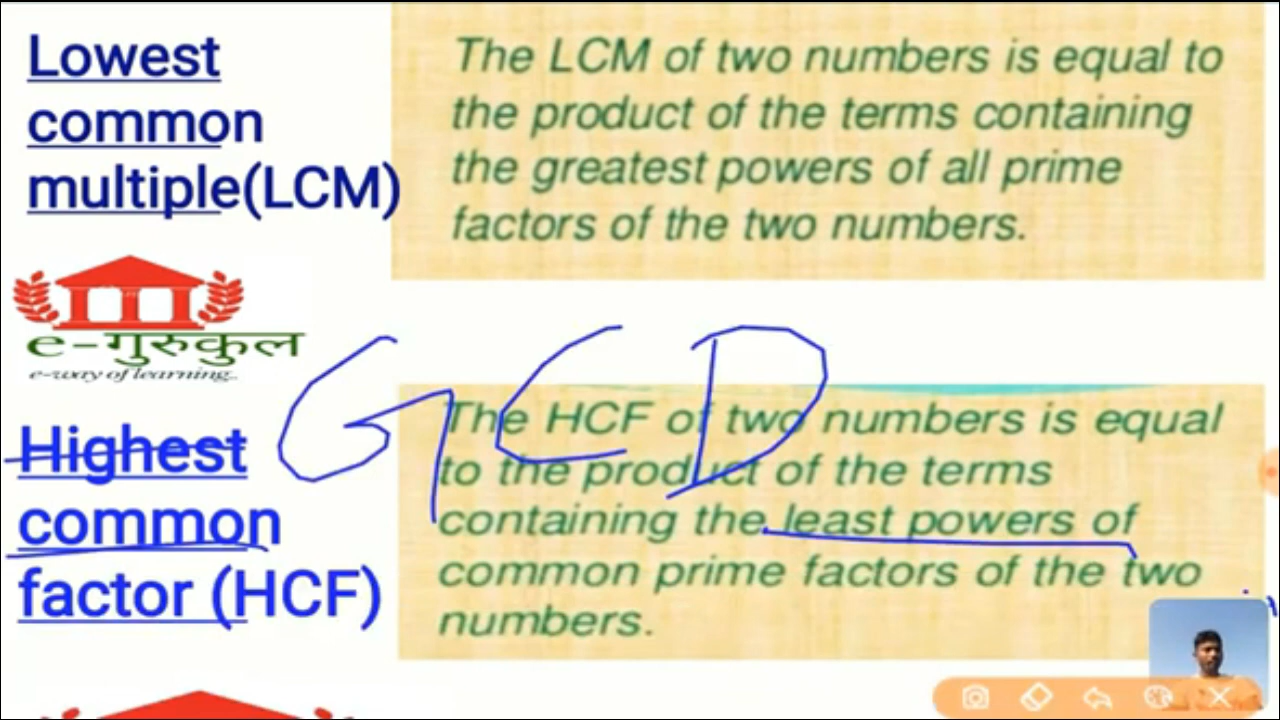 Lowest
common
multiple(LCM)
The LCM of two numbers is equal to
the product of the terms containing
the greatest powers of all prime
factors of the two numbers.
e-गुरुकुल
e-way of learning..
GCD
Highest
common
factor (HCF)
The HCF of two numbers is equal
to the product of the terms
containing the least powers of
common prime factors of the two
numbers.